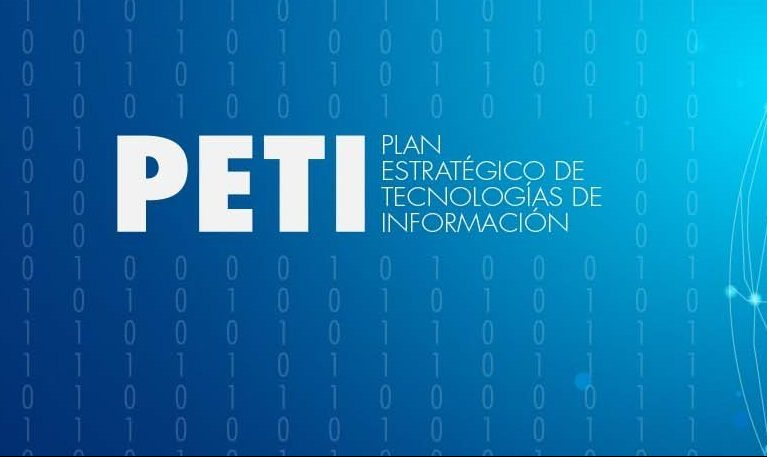 PETI
PLAN
ESTRATÉGICO DE
TECNOLOGÍAS DE
INFORMACIÓN